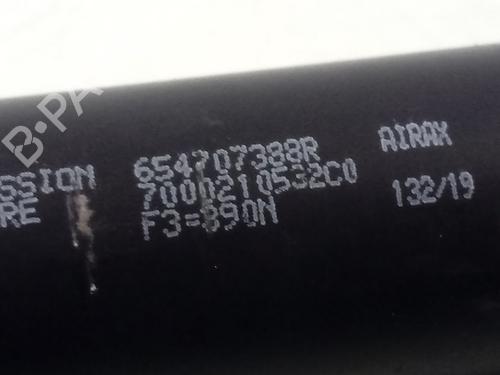 SSION 654707388R AIRAX
RE 7000210532C0 132/19
F3=890N
B-PA